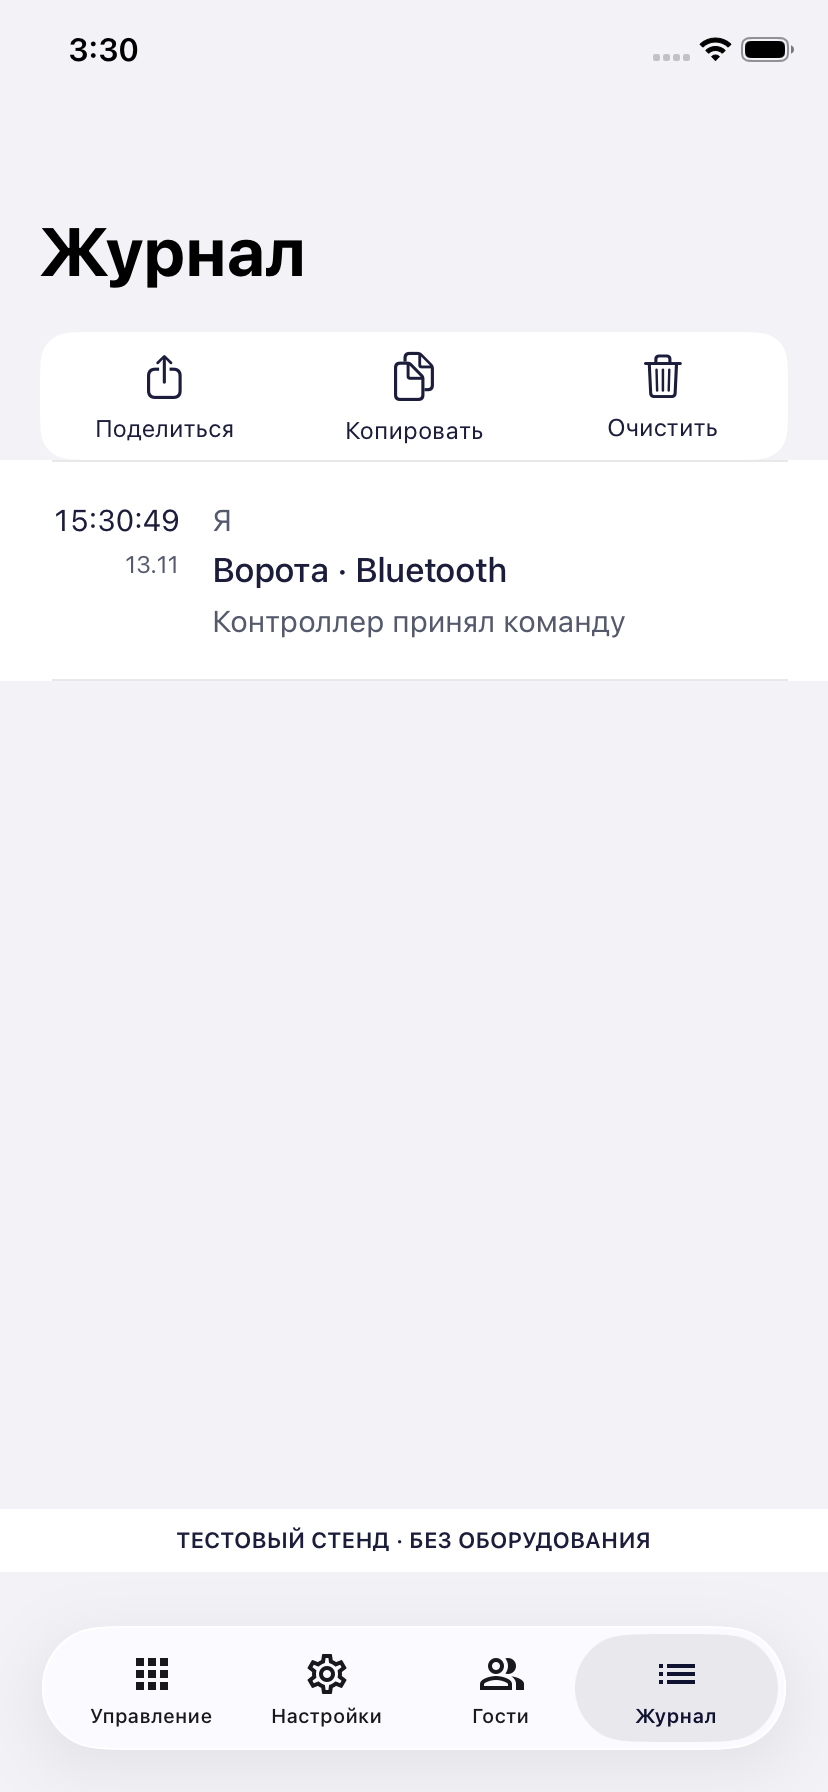 3:30
Журнал
Поделиться
Копировать
Очистить
15:30:49 Я
13.11 Ворота · Bluetooth
Контроллер принял команду
ТЕСТОВЫЙ СТЕНД · БЕЗ ОБОРУДОВАНИЯ
Управление
Настройки
Гости
Журнал